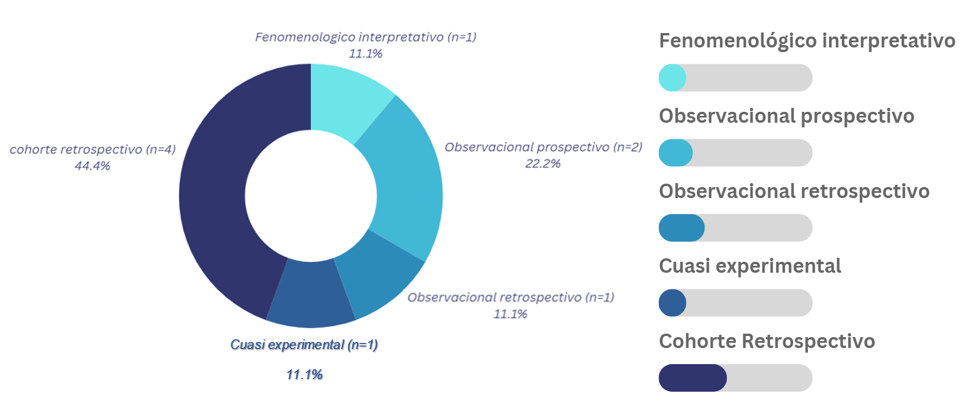 Fenomenologico interpretativo (n=1)
11.1%
cohorte retrospectivo (n=4)
44.4%
Observacional prospectivo (n=2)
22.2%
Observacional retrospectivo (n=1)
11.1%
Cuasi experimental (n=1)
11.1%
Fenomenológico interpretativo
Observacional prospectivo
Observacional retrospectivo
Cuasi experimental
Cohorte Retrospectivo